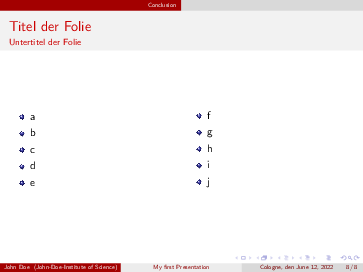 Conclusion
Titel der Folie
Untertitel der Folie
a
b
c
d
e
f
g
h
i
j
John Doe (John-Doe-Institute of Science)
My first Presentation
Cologne, den June 12, 2022
8 / 8